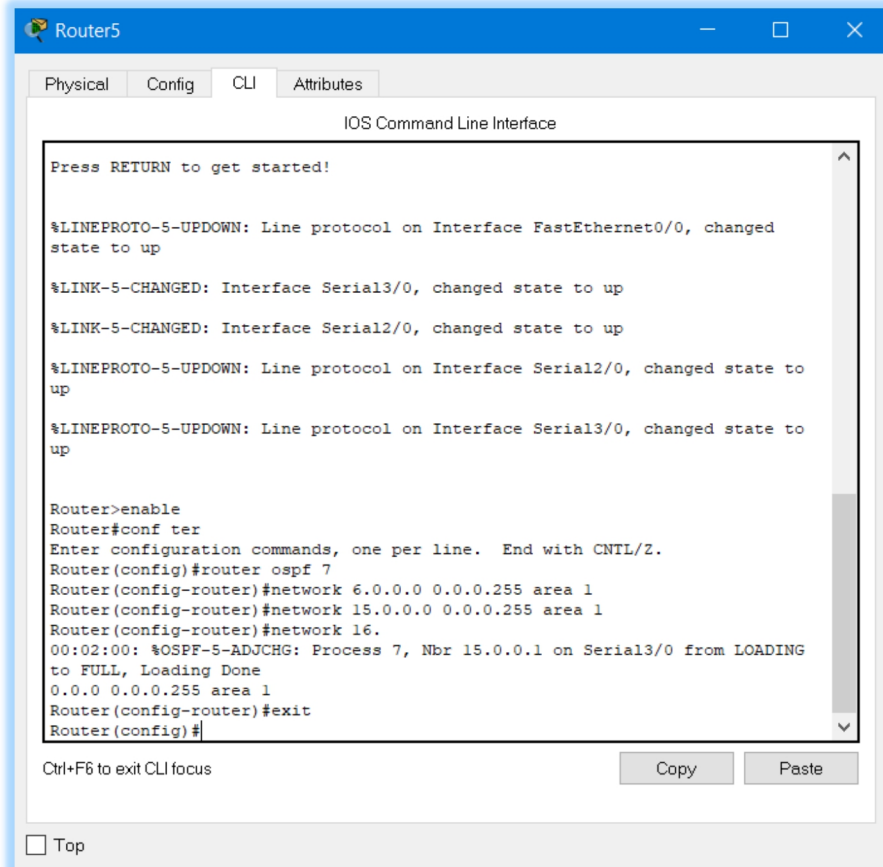 Router5
Physical Config CLI Attributes
IOS Command Line Interface
Press RETURN to get started!
%LINEPROTO-5-UPDOWN: Line protocol on Interface FastEthernet0/0, changed
state to up
%LINK-5-CHANGED: Interface Serial3/0, changed state to up
%LINK-5-CHANGED: Interface Serial2/0, changed state to up
%LINEPROTO-5-UPDOWN: Line protocol on Interface Serial2/0, changed state to
up
%LINEPROTO-5-UPDOWN: Line protocol on Interface Serial3/0, changed state to
up
Router>enable
Router#conf ter
Enter configuration commands, one per line.  End with CNTL/Z.
Router(config)#router ospf 7
Router(config-router)#network 6.0.0.0 0.0.0.255 area 1
Router(config-router)#network 15.0.0.0 0.0.0.255 area 1
Router(config-router)#network 16.
00:02:00: %OSPF-5-ADJCHG: Process 7, Nbr 15.0.0.1 on Serial3/0 from LOADING
to FULL, Loading Done
0.0.0 0.0.0.255 area 1
Router(config-router)#exit
Router(config)#
Ctrl+F6 to exit CLI focus
Copy Paste
Top